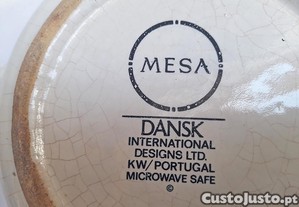 MESA
DANSK
INTERNATIONAL
DESIGNS LTD.
KW/PORTUGAL
MICROWAVE SAFE
©
CustoJusto.pt